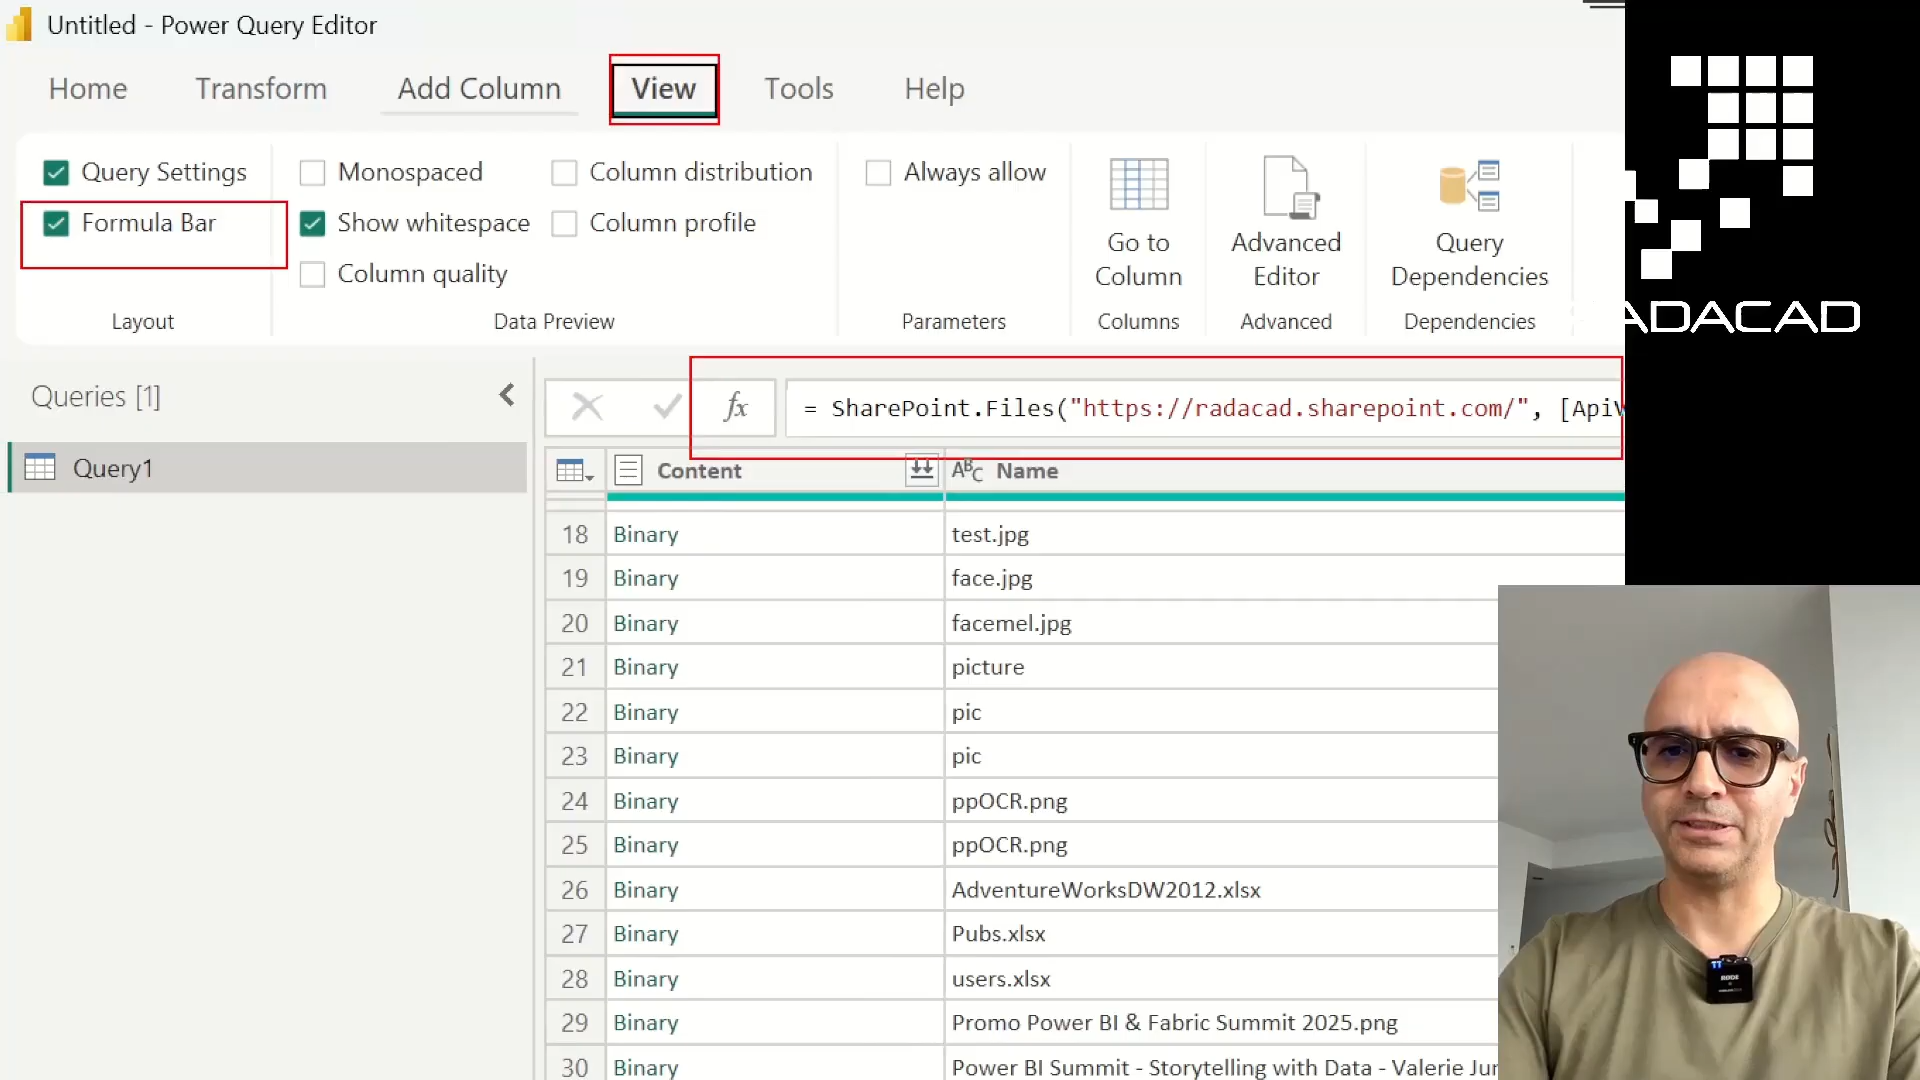 Untitled - Power Query Editor
Home Transform Add Column View Tools Help
Query Settings Monospaced Column distribution Always allow
Formula Bar Show whitespace Column profile
Column quality
Go to Column
Advanced Editor
Query Dependencies
Layout Data Preview Parameters Columns Advanced Dependencies
ADACAD
Queries [1]
fx = SharePoint.Files("https://radacad.sharepoint.com/", [Api
Query1
Content ABC Name
18 Binary test.jpg
19 Binary face.jpg
20 Binary facemel.jpg
21 Binary picture
22 Binary pic
23 Binary pic
24 Binary ppOCR.png
25 Binary ppOCR.png
26 Binary AdventureWorksDW2012.xlsx
27 Binary Pubs.xlsx
28 Binary users.xlsx
29 Binary Promo Power BI & Fabric Summit 2025.png
30 Binary Power BI Summit - Storytelling with Data - Valerie Jun
RØDE